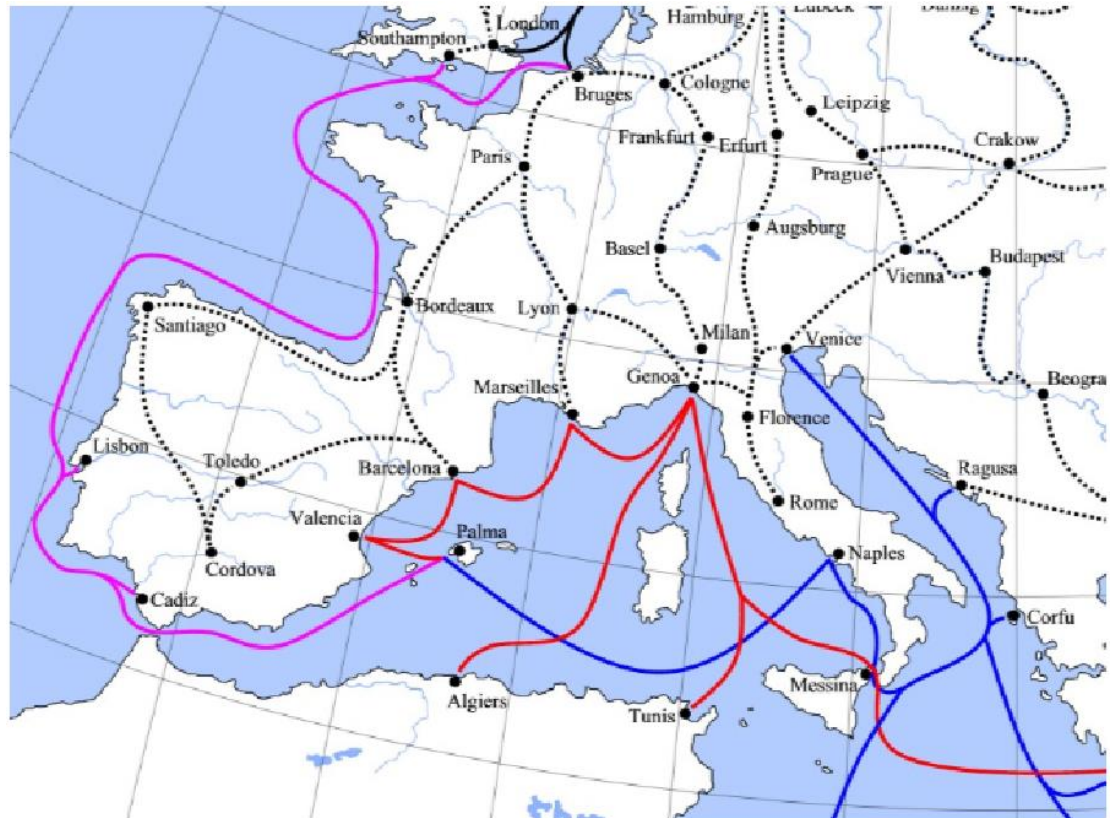 London
Hamburg
Lübeck
Danzig
Southampton
Bruges
Cologne
Leipzig
Frankfurt
Erfurt
Crakow
Paris
Prague
Augsburg
Basel
Vienna
Budapest
Santiago
Bordeaux
Lyon
Milan
Venice
Marseilles
Genoa
Beogra
Florence
Lisbon
Toledo
Barcelona
Ragusa
Rome
Valencia
Palma
Naples
Cordova
Cadiz
Corfu
Messina
Algiers
Tunis